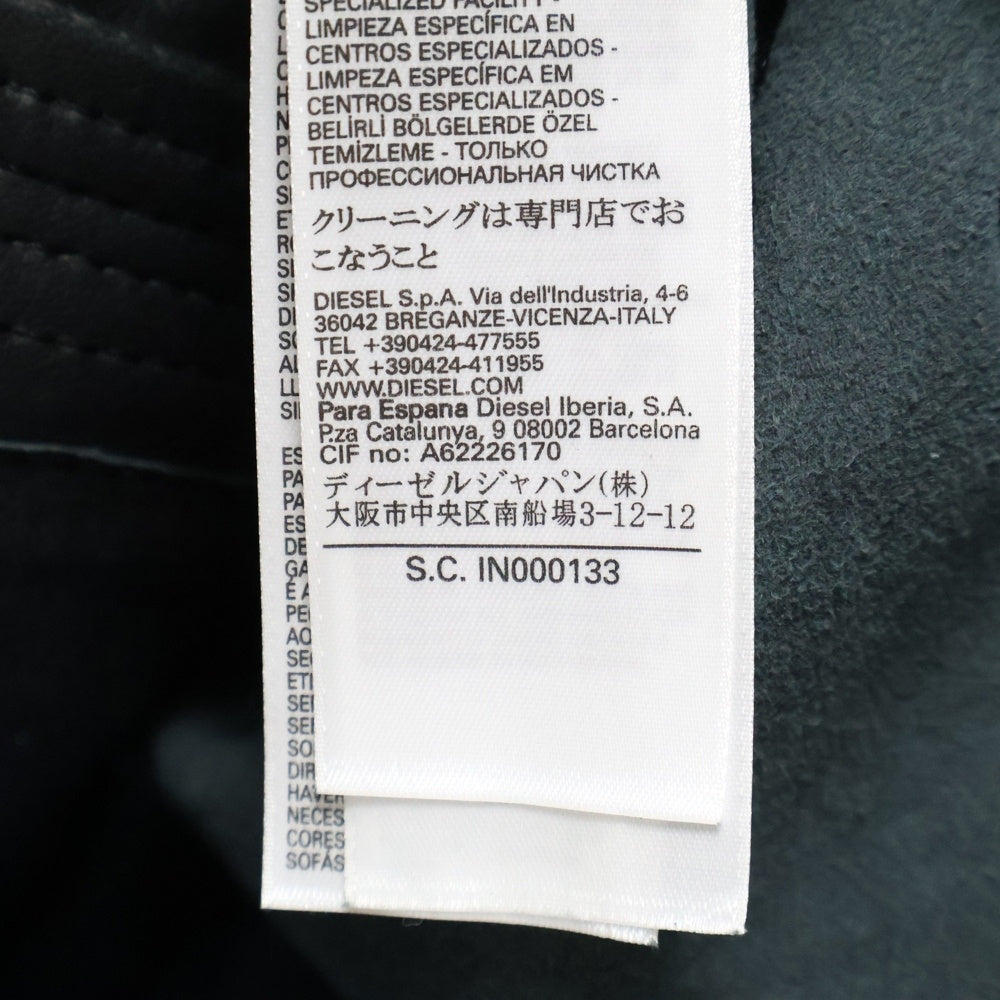 SPECIALIZED FACILITY -
LIMPIEZA ESPECÍFICA EN
CENTROS ESPECIALIZADOS -
LIMPEZA ESPECÍFICA EM
CENTROS ESPECIALIZADOS -
BELİRLİ BÖLGELERDE ÖZEL
TEMİZLEME - ТОЛЬКО
ПРОФЕССИОНАЛЬНАЯ ЧИСТКА
クリーニングは専門店でお
こなうこと
DIESEL S.p.A. Via dell'Industria, 4-6
36042 BREGANZE-VICENZA-ITALY
TEL +390424-477555
FAX +390424-411955
WWW.DIESEL.COM
Para Espana Diesel Iberia, S.A.
P.za Catalunya, 9 08002 Barcelona
CIF no: A62226170
ディーゼルジャパン(株)
大阪市中央区南船場3-12-12
S.C. IN000133
NECES
CORES
SOFÁS